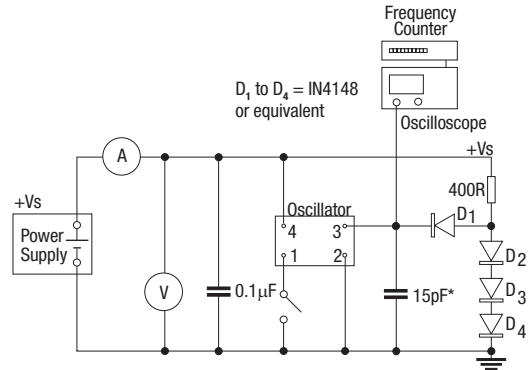 Frequency
Counter
D1 to D4 = IN4148
or equivalent
Oscilloscope
A
+Vs
400R
+Vs
Oscillator
D1
Power
Supply
4 3
1 2
V
0.1µF
15pF*
D2
D3
D4